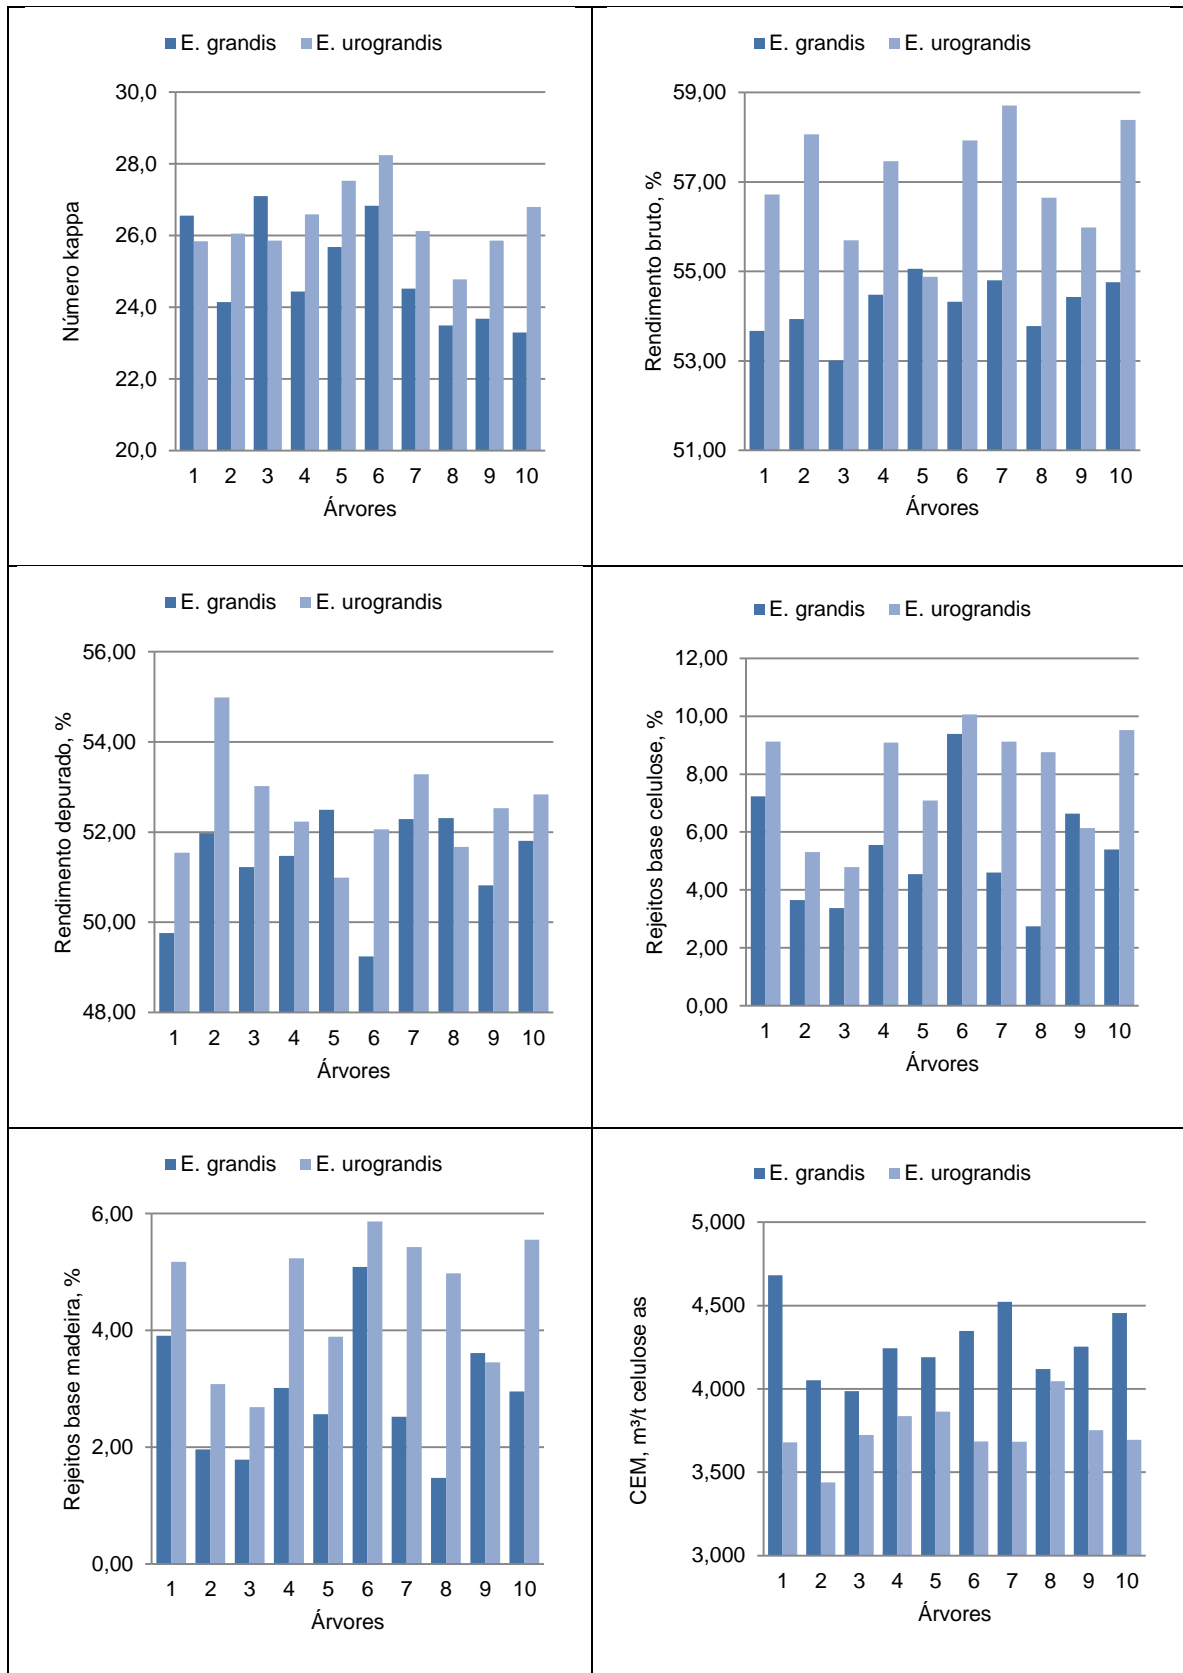 E. grandis E. urografndis
30,0
28,0
26,0
24,0
22,0
20,0
Número kappa
1 2 3 4 5 6 7 8 9 10
Árvores
E. grandis E. urograndis
59,00
57,00
55,00
53,00
51,00
Rendimento bruto, %
1 2 3 4 5 6 7 8 9 10
Árvores
E. grandis E. urograndis
56,00
54,00
52,00
50,00
48,00
Rendimento depurado, %
1 2 3 4 5 6 7 8 9 10
Árvores
E. grandis E. urograndis
12,00
10,00
8,00
6,00
4,00
2,00
0,00
Rejeitos base celulose, %
1 2 3 4 5 6 7 8 9 10
Árvores
E. grandis E. urograndis
6,00
4,00
2,00
0,00
Rejeitos base madeira, %
1 2 3 4 5 6 7 8 9 10
Árvores
E. grandis E. urograndis
5,000
4,500
4,000
3,500
3,000
CEM, m³/t celulose as
1 2 3 4 5 6 7 8 9 10
Árvores